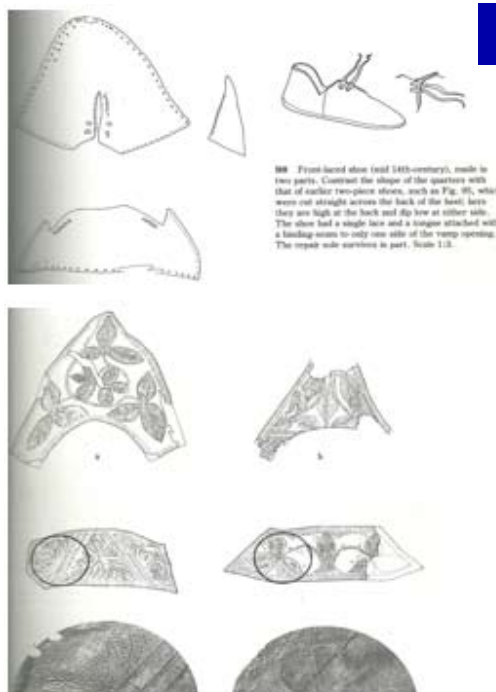 Front-laced shoe (mid 14th-century), made in
two parts. Contrast the shape of the quarters with
that of earlier two-piece shoes, such as Fig. 95, which
were cut straight across the back of the heel; here
they are high at the back and dip low at either side.
The shoe had a single lace and a tongue attached with
a binding-seam to only one side of the vamp opening.
The repair sole survives in part. Scale 1:3.
a
b